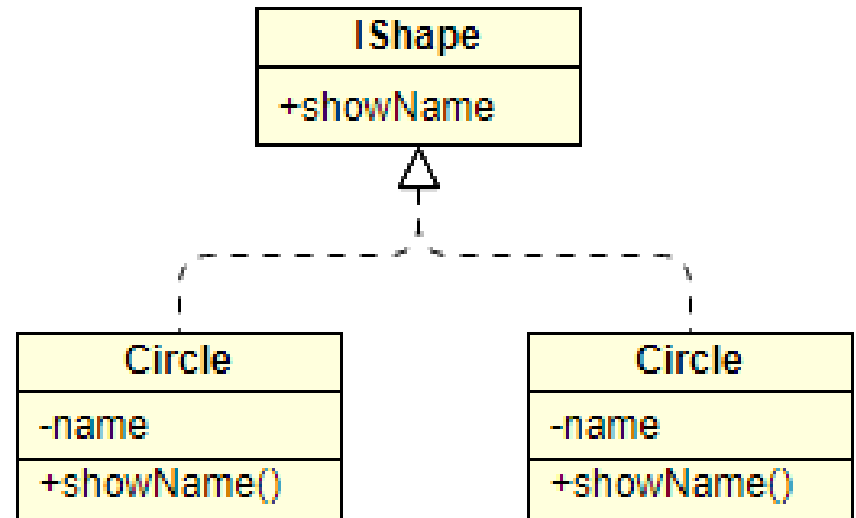 IShape
+showName
Circle
-name
+showName()
Circle
-name
+showName()